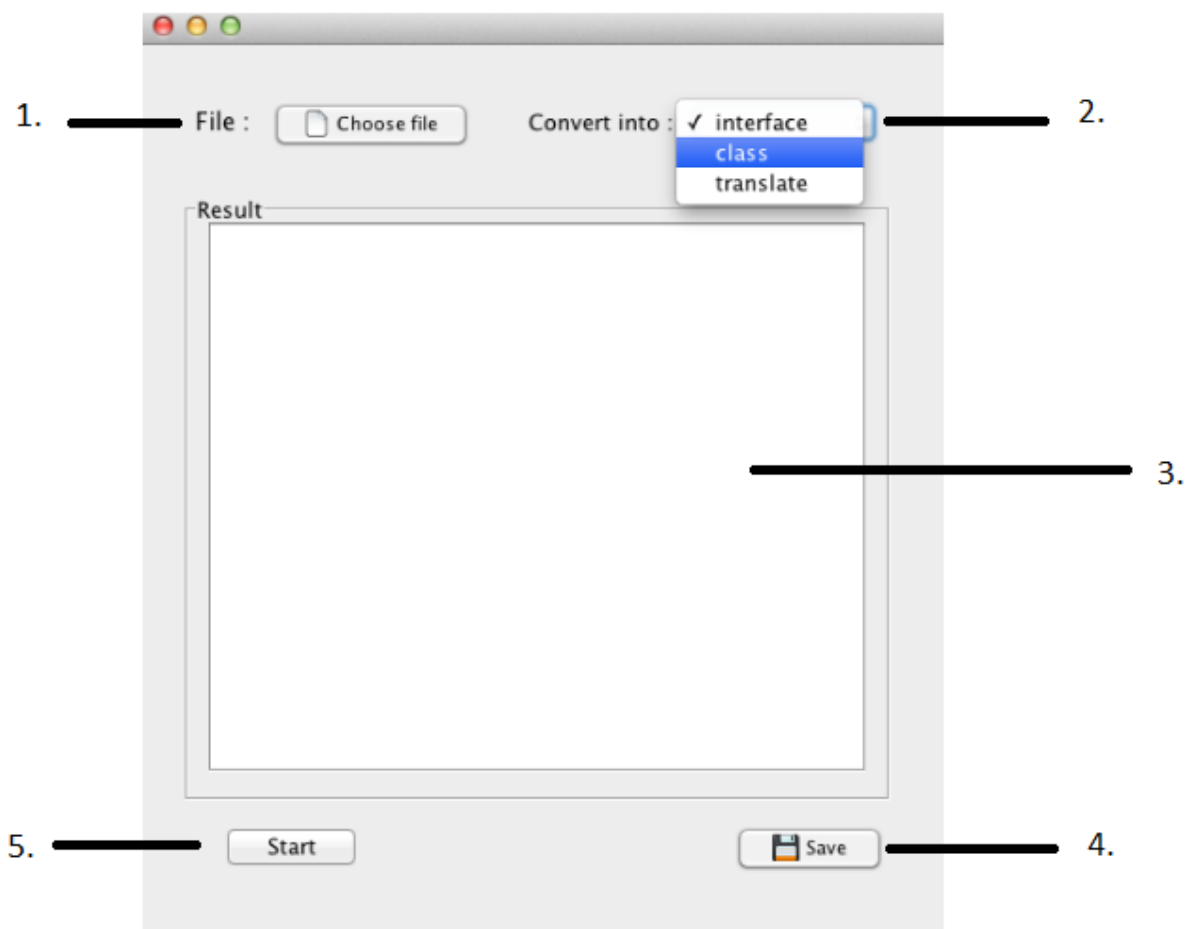 1. File : Choose file Convert into : ✓ interface 2.
class
translate
Result
3.
5. Start Save 4.